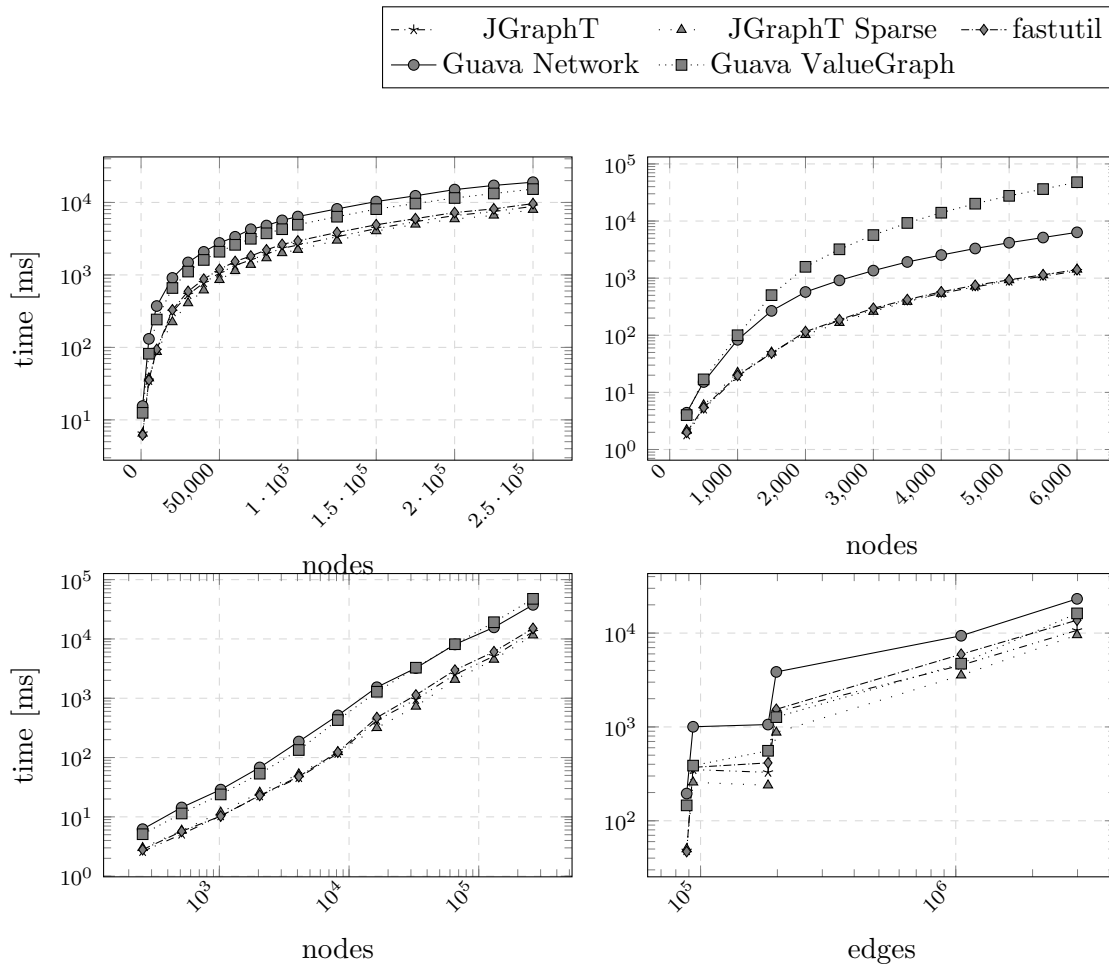 JGraphT JGraphT Sparse fastutil
Guava Network Guava ValueGraph
10^4
10^3
10^2
10^1
time [ms]
0
50,000
1 · 10^5
1.5 · 10^5
2 · 10^5
2.5 · 10^5
nodes
10^5
10^4
10^3
10^2
10^1
10^0
0
1,000
2,000
3,000
4,000
5,000
6,000
nodes
10^5
10^4
10^3
10^2
10^1
10^0
time [ms]
10^3
10^4
10^5
nodes
10^4
10^3
10^2
10^5
10^6
edges